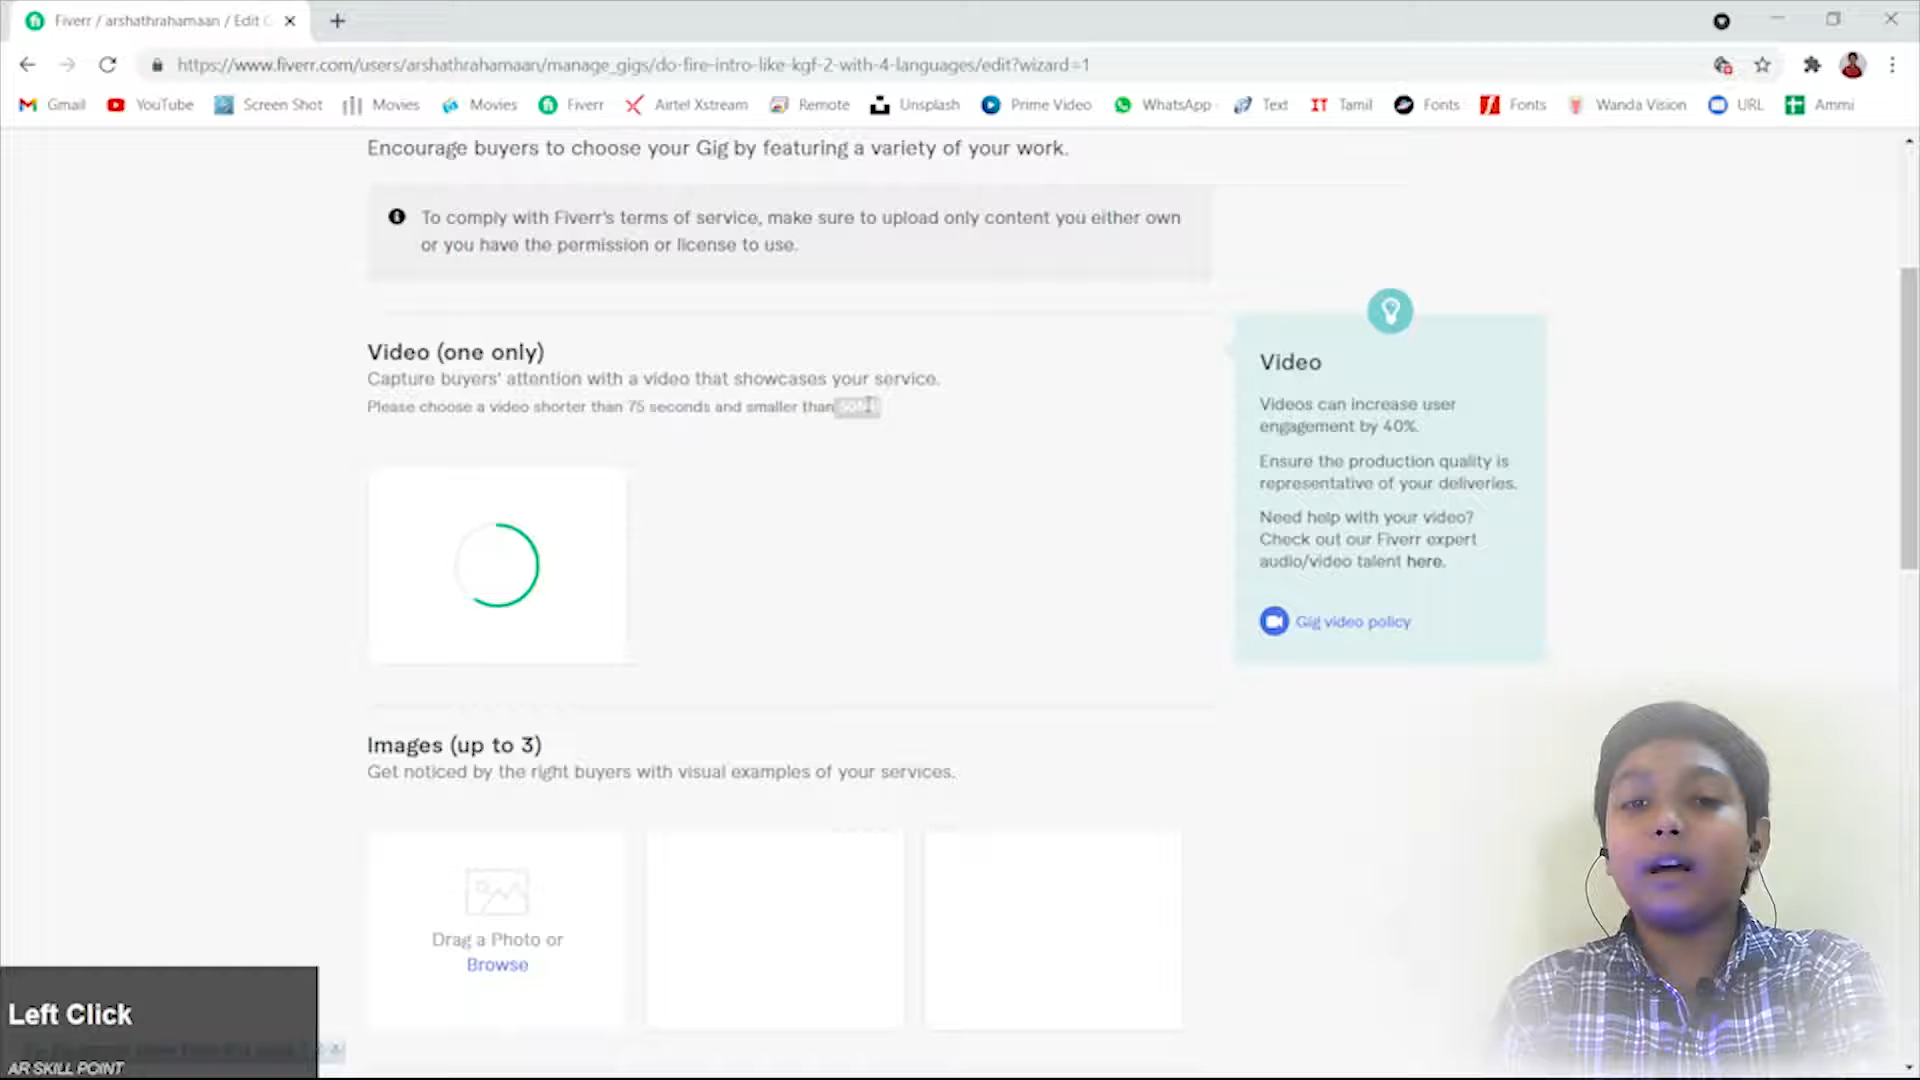 Fiverr / arshathrahamaan / Edit
https://www.fiverr.com/users/arshathrahamaan/manage_gigs/do-fire-intro-like-kgf-2-with-4-languages/edit?wizard=1
Gmail YouTube Screen Shot Movies Movies Fiverr Airtel Xstream Remote Unsplash Prime Video WhatsApp Text IT Tamil Fonts Fonts Wanda Vision URL Ammi
Encourage buyers to choose your Gig by featuring a variety of your work.
To comply with Fiverr's terms of service, make sure to upload only content you either own
or you have the permission or license to use.
Video (one only)
Capture buyers' attention with a video that showcases your service.
Please choose a video shorter than 75 seconds and smaller than
Video
Videos can increase user
engagement by 40%.
Ensure the production quality is
representative of your deliveries.
Need help with your video?
Check out our Fiverr expert
audio/video talent here.
Gig video policy
Images (up to 3)
Get noticed by the right buyers with visual examples of your services.
Drag a Photo or
Browse
Left Click
AR SKILL POINT